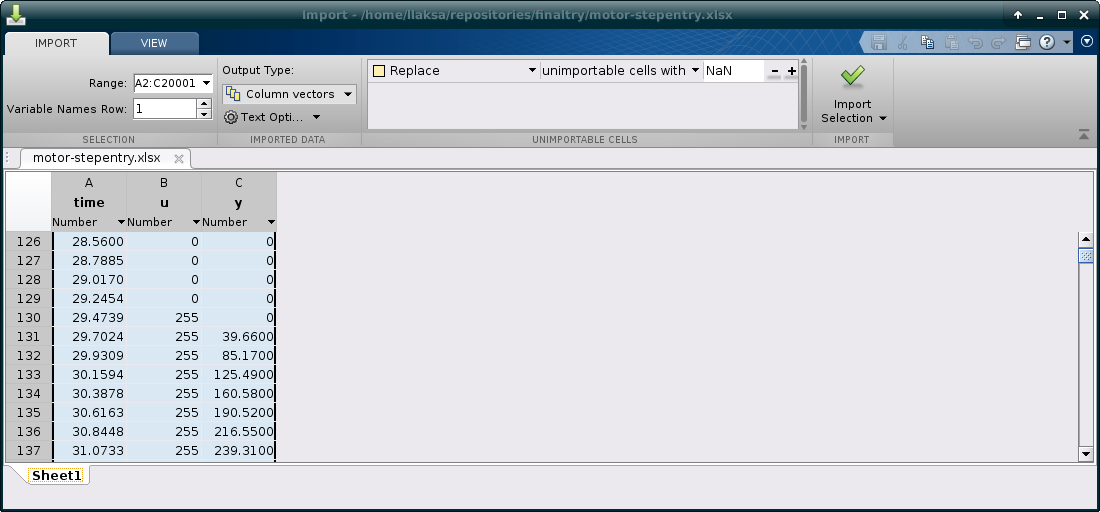 Import - /home/llaksa/repositories/finaltry/motor-stepentry.xlsx
IMPORT VIEW
Range: A2:C20001
Variable Names Row: 1
SELECTION
Output Type:
Column vectors
Text Opti...
IMPORTED DATA
Replace unimportable cells with NaN
UNIMPORTABLE CELLS
Import
Selection
IMPORT
motor-stepentry.xlsx
A B C
time u y
Number Number Number
126 28.5600 0 0
127 28.7885 0 0
128 29.0170 0 0
129 29.2454 0 0
130 29.4739 255 0
131 29.7024 255 39.6600
132 29.9309 255 85.1700
133 30.1594 255 125.4900
134 30.3878 255 160.5800
135 30.6163 255 190.5200
136 30.8448 255 216.5500
137 31.0733 255 239.3100
Sheet1